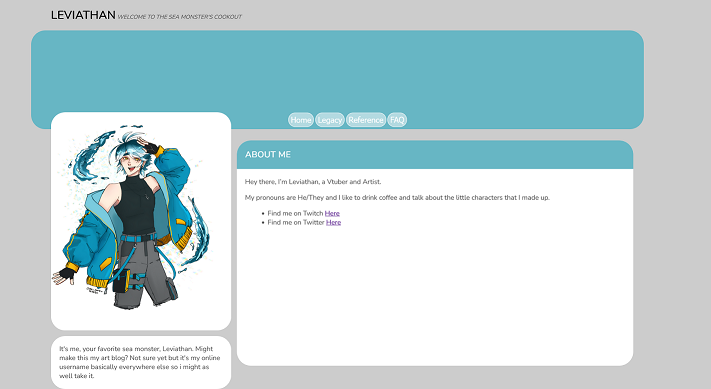 LEVIATHAN WELCOME TO THE SEA MONSTER'S COOKOUT
Home Legacy Reference FAQ
ABOUT ME
Hey there, I'm Leviathan, a Vtuber and Artist.
My pronouns are He/They and I like to drink coffee and talk about the little characters that I made up.
• Find me on Twitch Here
• Find me on Twitter Here
It's me, your favorite sea monster, Leviathan. Might
make this my art blog? Not sure yet but it's my online
username basically everywhere else so i might as
well take it.